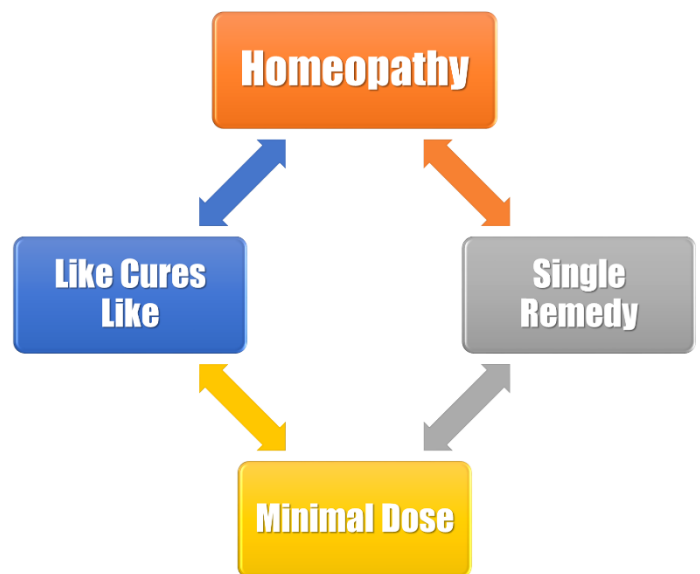 Homeopathy
Like Cures
Like
Single
Remedy
Minimal Dose